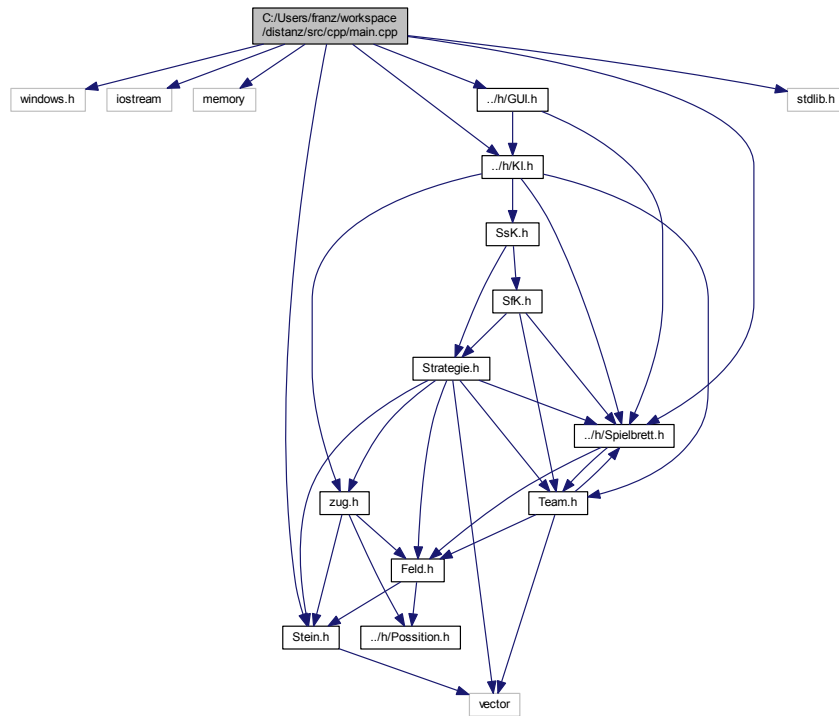 C:/Users/franz/workspace
/distanz/src/cpp/main.cpp
windows.h
iostream
memory
../h/GUI.h
stdlib.h
../h/KI.h
SsK.h
SfK.h
Strategie.h
../h/Spielbrett.h
zug.h
Team.h
Feld.h
Stein.h
../h/Possition.h
vector